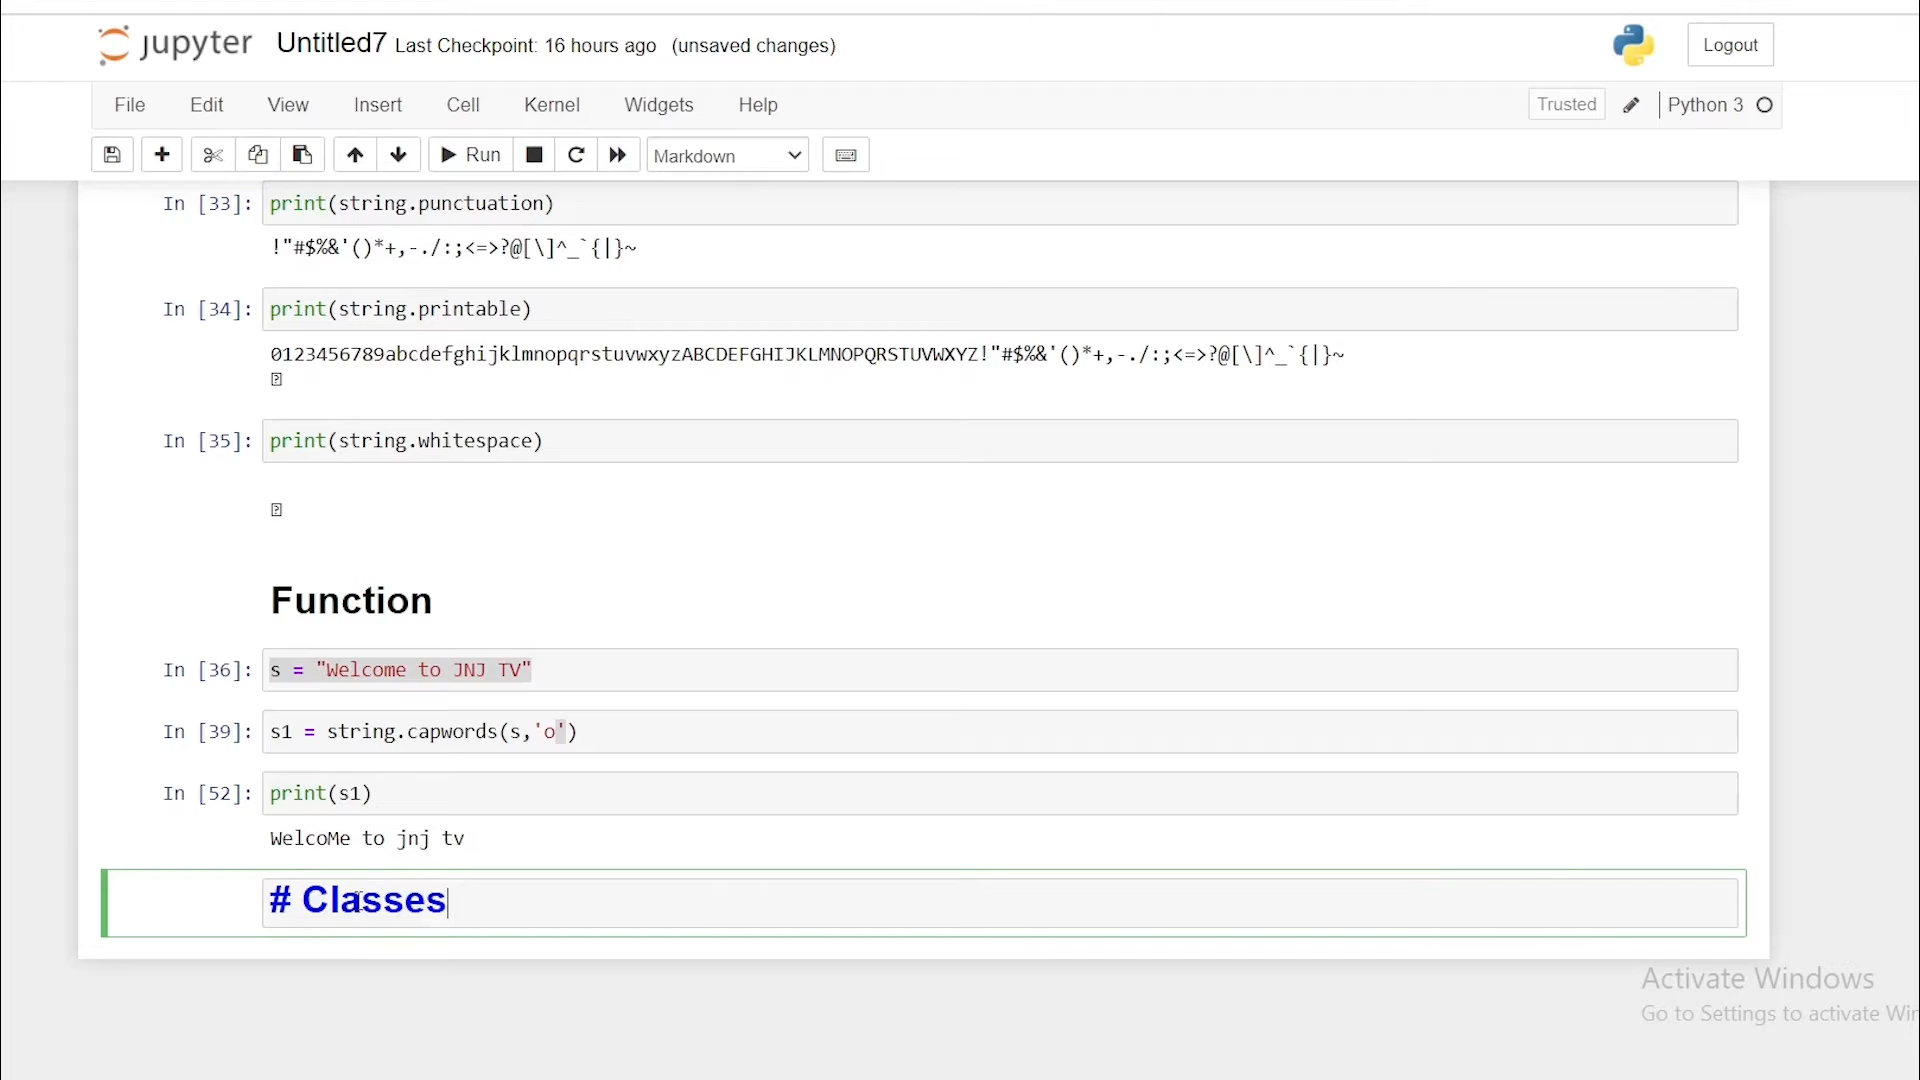 jupyter Untitled7 Last Checkpoint: 16 hours ago (unsaved changes) Logout
File Edit View Insert Cell Kernel Widgets Help Trusted Python 3
Run Markdown
In [33]: print(string.punctuation)
!"#$%&'()*+,-./:;<=>?@[\]^_`{|}~
In [34]: print(string.printable)
0123456789abcdefghijklmnopqrstuvwxyzABCDEFGHIJKLMNOPQRSTUVWXYZ!"#$%&'()*+,-./:;<=>?@[\]^_`{|}~
In [35]: print(string.whitespace)
Function
In [36]: s = "Welcome to JNJ TV"
In [39]: s1 = string.capwords(s,'o')
In [52]: print(s1)
WelcoMe to jnj tv
# Classes
Activate Windows
Go to Settings to activate Wi